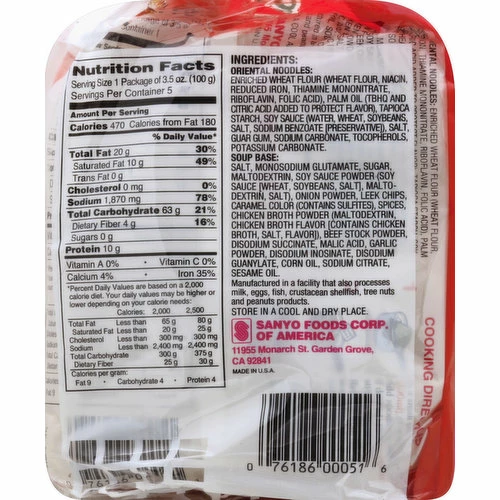 Nutrition Facts
Serving Size 1 Package of 3.5 oz. (100 g)
Servings Per Container 5
Amount Per Serving
Calories 470 Calories from Fat 180
% Daily Value*
Total Fat 20 g 30%
Saturated Fat 10 g 49%
Trans Fat 0 g
Cholesterol 0 mg 0%
Sodium 1,870 mg 78%
Total Carbohydrate 63 g 21%
Dietary Fiber 4 g 16%
Sugars 0 g
Protein 10 g
Vitamin A 0% • Vitamin C 0%
Calcium 4% • Iron 35%
*Percent Daily Values are based on a 2,000
calorie diet. Your daily values may be higher or
lower depending on your calorie needs:
Calories: 2,000 2,500
Total Fat Less than 65 g 80 g
Saturated Fat Less than 20 g 25 g
Cholesterol Less than 300 mg 300 mg
Sodium Less than 2,400 mg 2,400 mg
Total Carbohydrate 300 g 375 g
Dietary Fiber 25 g 30 g
Calories per gram:
Fat 9 • Carbohydrate 4 • Protein 4
INGREDIENTS:
ORIENTAL NOODLES:
ENRICHED WHEAT FLOUR (WHEAT FLOUR, NIACIN,
REDUCED IRON, THIAMINE MONONITRATE,
RIBOFLAVIN, FOLIC ACID), PALM OIL (TBHQ AND
CITRIC ACID ADDED TO PROTECT FLAVOR), TAPIOCA
STARCH, SOY SAUCE (WATER, WHEAT, SOYBEANS,
SALT, SODIUM BENZOATE [PRESERVATIVE]), SALT,
GUAR GUM, SODIUM CARBONATE, TOCOPHEROLS,
POTASSIUM CARBONATE.
SOUP BASE:
SALT, MONOSODIUM GLUTAMATE, SUGAR,
MALTODEXTRIN, SOY SAUCE POWDER (SOY
SAUCE [WHEAT, SOYBEANS, SALT], MALTO-
DEXTRIN, SALT), ONION POWDER, LEEK CHIPS,
CARAMEL COLOR (CONTAINS SULFITES), SPICES,
CHICKEN BROTH POWDER (MALTODEXTRIN,
CHICKEN BROTH FLAVOR [CONTAINS CHICKEN
BROTH, SALT, FLAVOR]), BEEF STOCK POWDER,
DISODIUM SUCCINATE, MALIC ACID, GARLIC
POWDER, DISODIUM INOSINATE, DISODIUM
GUANYLATE, CORN OIL, SODIUM CITRATE,
SESAME OIL.
Manufactured in a facility that also processes
milk, eggs, fish, crustacean shellfish, tree nuts
and peanuts products.
STORE IN A COOL AND DRY PLACE.
SANYO FOODS CORP.
OF AMERICA
11955 Monarch St. Garden Grove,
CA 92841
MADE IN U.S.A.
0 76186 00051 6
COOKING DIRE